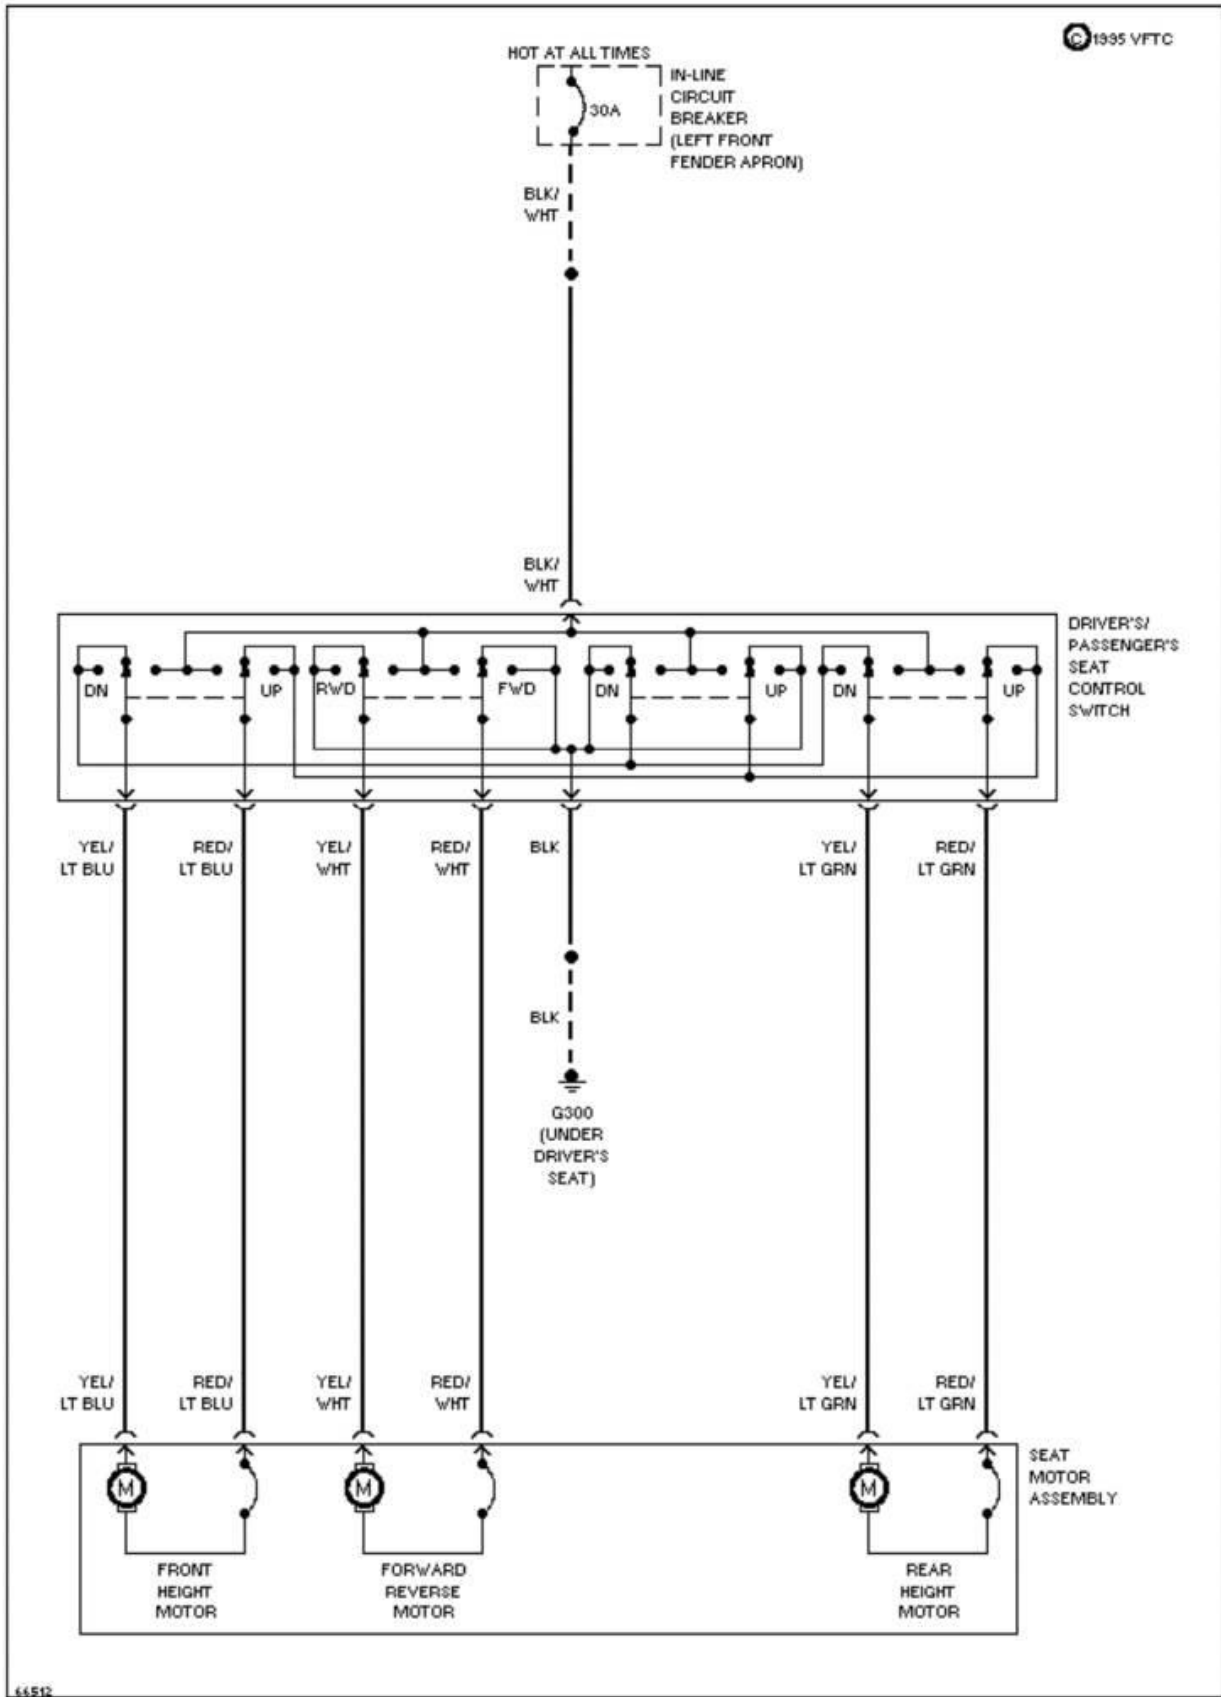 © 1995 VFTC
HOT AT ALL TIMES
IN-LINE
CIRCUIT
BREAKER
(LEFT FRONT
FENDER APRON)
30A
BLK/
WHT
BLK/
WHT
DRIVER'S/
PASSENGER'S
SEAT
CONTROL
SWITCH
DN UP RWD FWD DN UP DN UP
YEL/
LT BLU
RED/
LT BLU
YEL/
WHT
RED/
WHT
BLK
YEL/
LT GRN
RED/
LT GRN
BLK
G300
(UNDER
DRIVER'S
SEAT)
YEL/
LT BLU
RED/
LT BLU
YEL/
WHT
RED/
WHT
YEL/
LT GRN
RED/
LT GRN
SEAT
MOTOR
ASSEMBLY
M M M
FRONT
HEIGHT
MOTOR
FORWARD
REVERSE
MOTOR
REAR
HEIGHT
MOTOR
66512